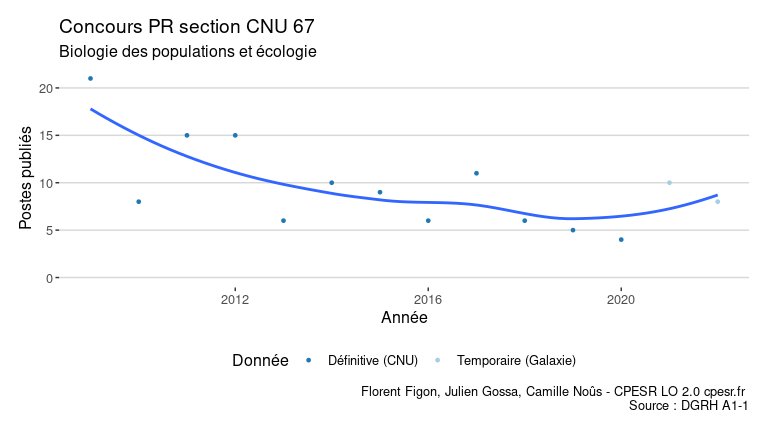 Concours PR section CNU 67
Biologie des populations et écologie
Postes publiés
20
15
10
5
0
2012
2016
2020
Année
Donnée
Définitive (CNU)
Temporaire (Galaxie)
Florent Figon, Julien Gossa, Camille Noûs - CPESR LO 2.0 cpesr.fr
Source : DGRH A1-1